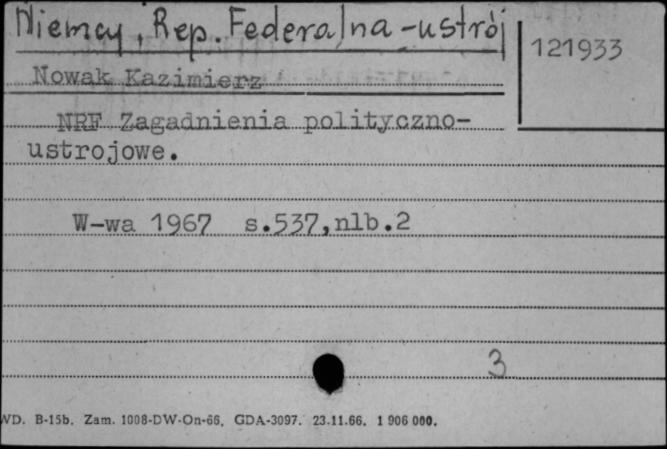 Niemcy, Rep. Federalna-ustrój
121933
Nowak Kazimierz
NRF Zagadnienia polityczno-
ustrojowe.
W-wa 1967 s.537,nlb.2
3
WD. B-15b. Zam. 1008-DW-On-66. GDA-3097. 23.11.66. 1 906 000.